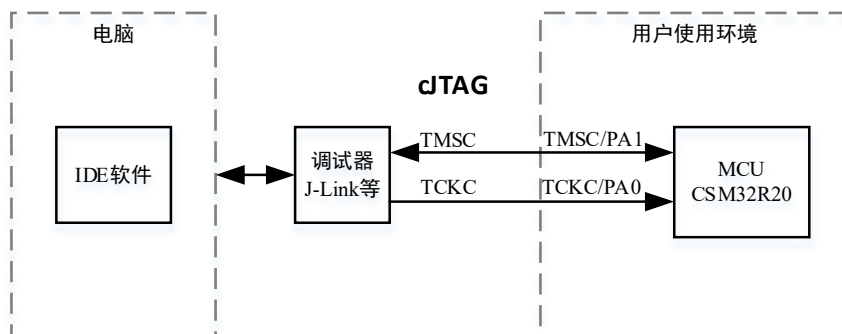 电脑
用户使用环境
cJTAG
IDE软件
调试器
J-Link等
TMSC
TMSC/PA1
TCKC
TCKC/PA0
MCU
CSM32R20